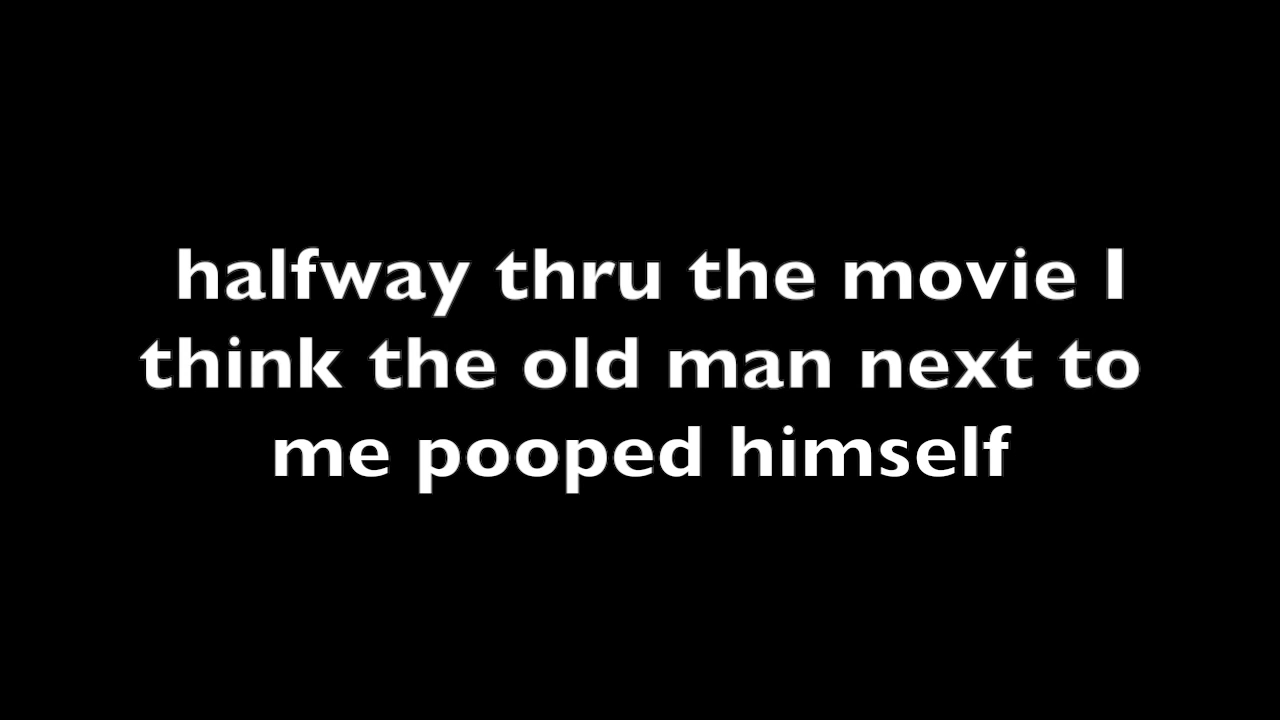 halfway thru the movie I
think the old man next to
me pooped himself